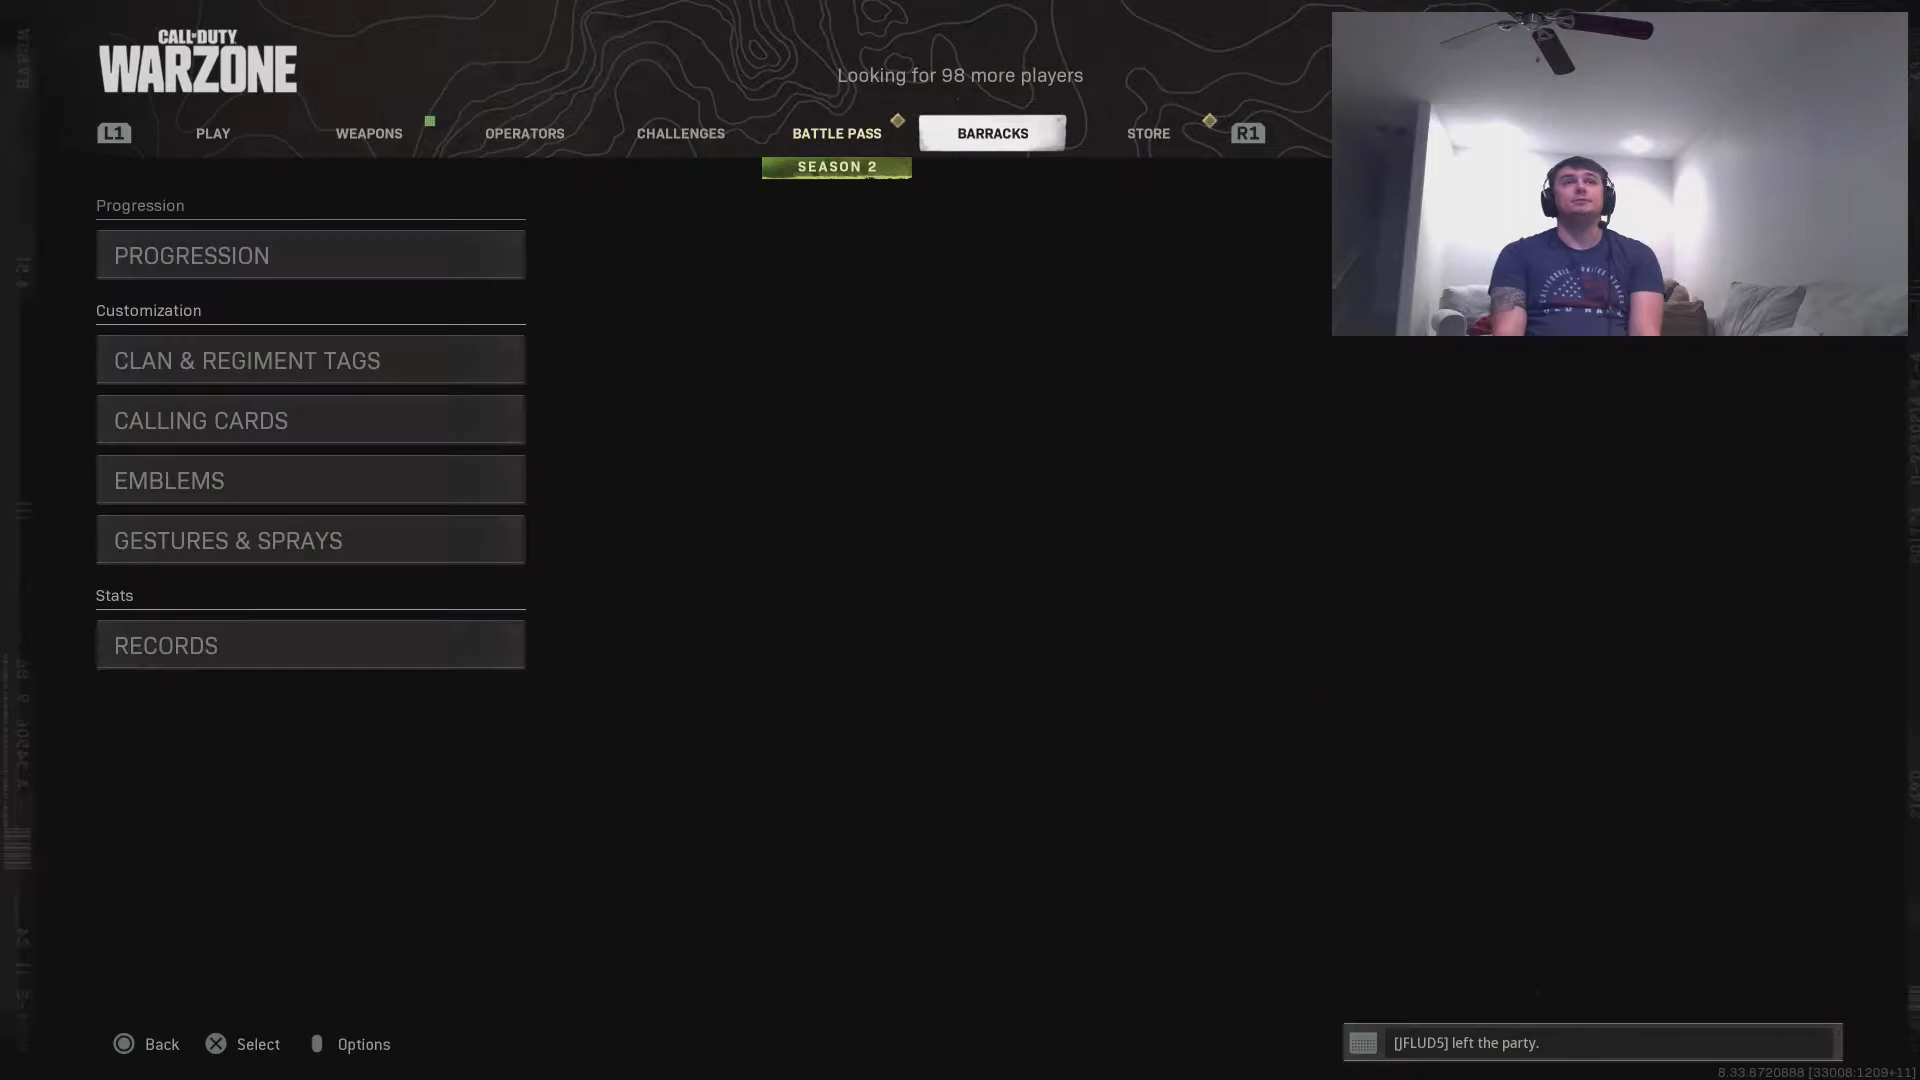 CALL OF DUTY
WARZONE
Looking for 98 more players
L1
PLAY
WEAPONS
OPERATORS
CHALLENGES
BATTLE PASS
BARRACKS
STORE
R1
SEASON 2
Progression
PROGRESSION
Customization
CLAN & REGIMENT TAGS
CALLING CARDS
EMBLEMS
GESTURES & SPRAYS
Stats
RECORDS
Back
Select
Options
[JFLUD5] left the party.
8.33.8720888 [33008:1209+11]